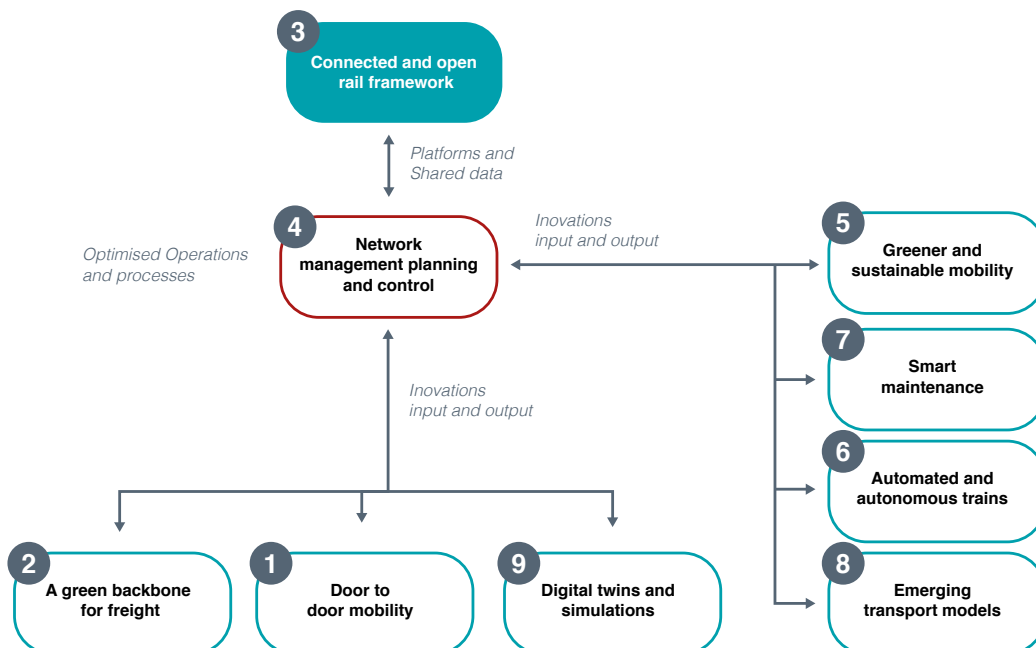 3
Connected and open
rail framework
Platforms and
Shared data
4
Network
management planning
and control
Optimised Operations
and processes
Inovations
input and output
5
Greener and
sustainable mobility
7
Smart
maintenance
Inovations
input and output
6
Automated and
autonomous trains
2
A green backbone
for freight
1
Door to
door mobility
9
Digital twins and
simulations
8
Emerging
transport models